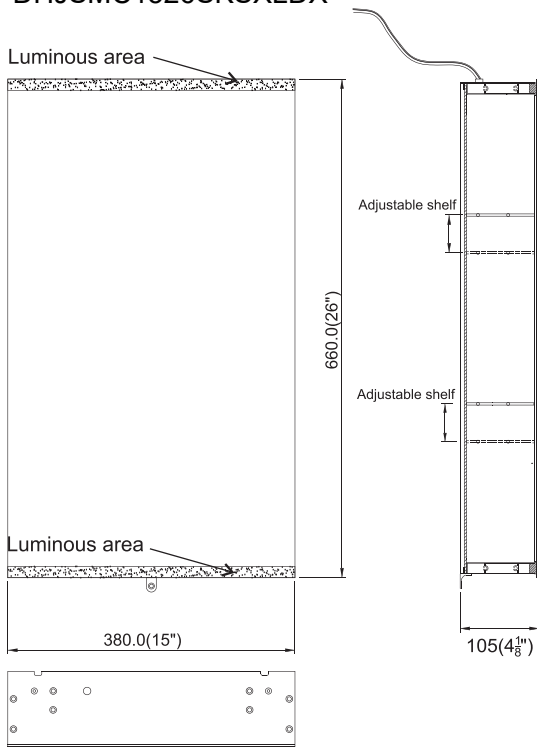 Luminous area
Adjustable shelf
660.0(26")
Adjustable shelf
Luminous area
380.0(15")
105(4⅛")